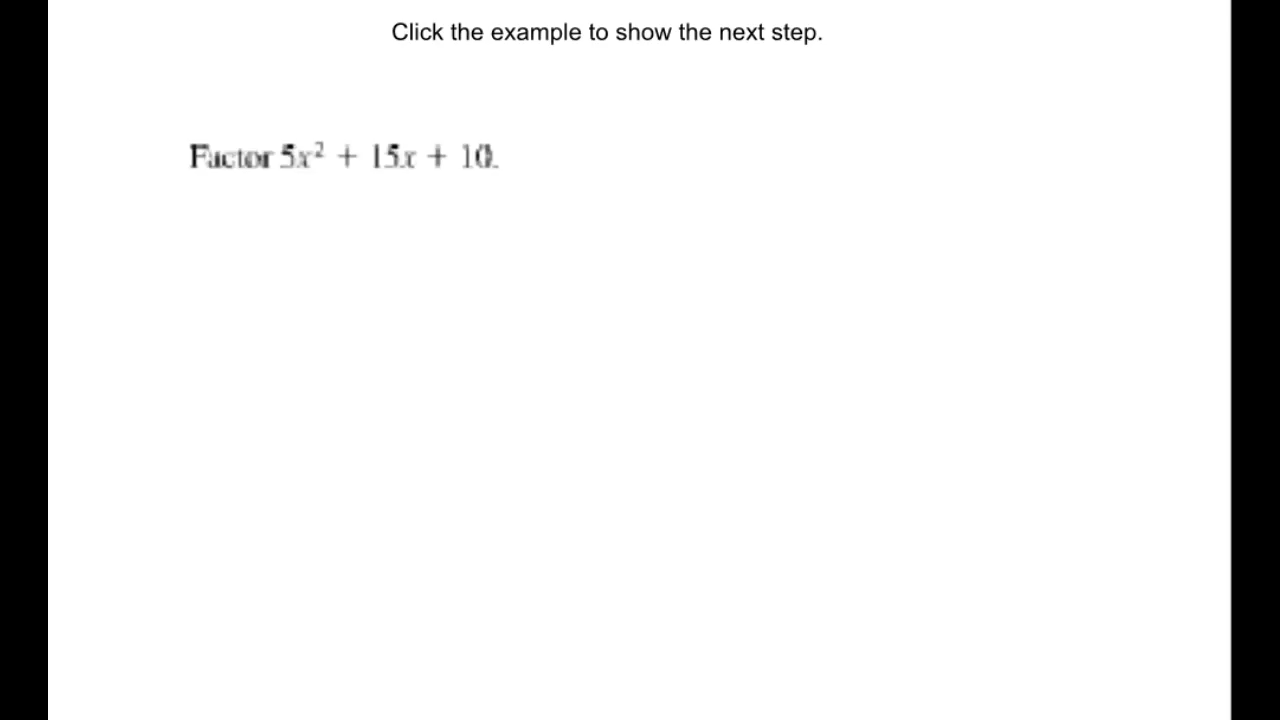 Click the example to show the next step.
Factor 5x² + 15x + 10.